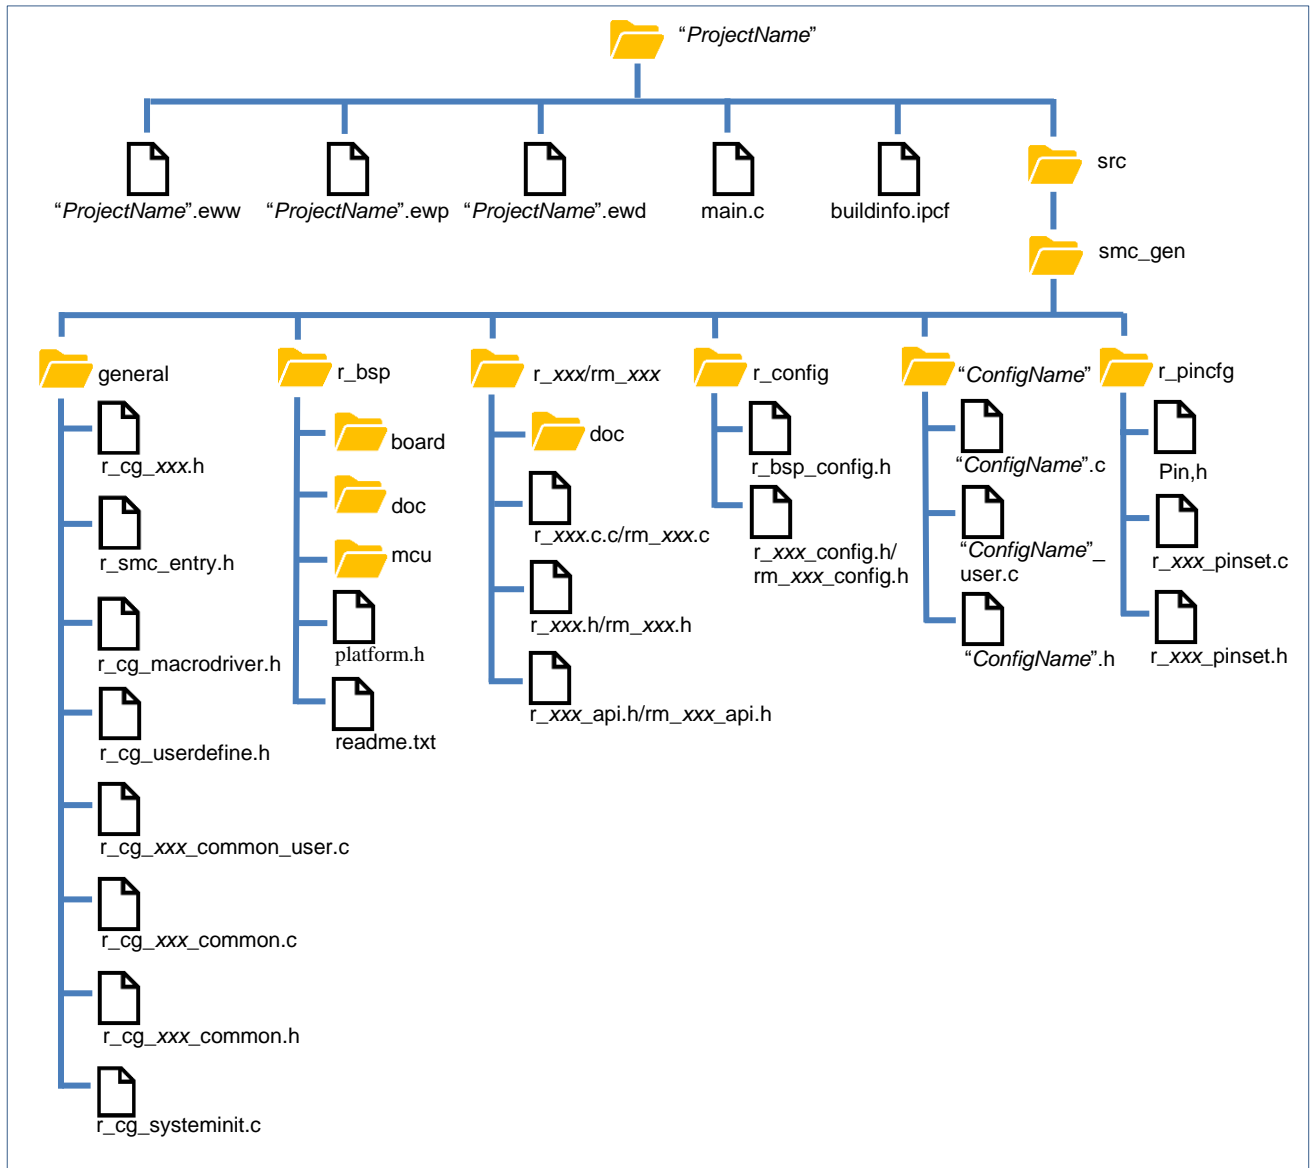 “ProjectName”
“ProjectName”.eww
“ProjectName”.ewp
“ProjectName”.ewd
main.c
buildinfo.ipcf
src
smc_gen
general
r_cg_xxx.h
r_smc_entry.h
r_cg_macrodriver.h
r_cg_userdefine.h
r_cg_xxx_common_user.c
r_cg_xxx_common.c
r_cg_xxx_common.h
r_cg_systeminit.c
r_bsp
board
doc
mcu
platform.h
readme.txt
r_xxx/rm_xxx
doc
r_xxx.c.c/rm_xxx.c
r_xxx.h/rm_xxx.h
r_xxx_api.h/rm_xxx_api.h
r_config
r_bsp_config.h
r_xxx_config.h/
rm_xxx_config.h
“ConfigName”
“ConfigName”.c
“ConfigName”_
user.c
“ConfigName”.h
r_pincfg
Pin,h
r_xxx_pinset.c
r_xxx_pinset.h